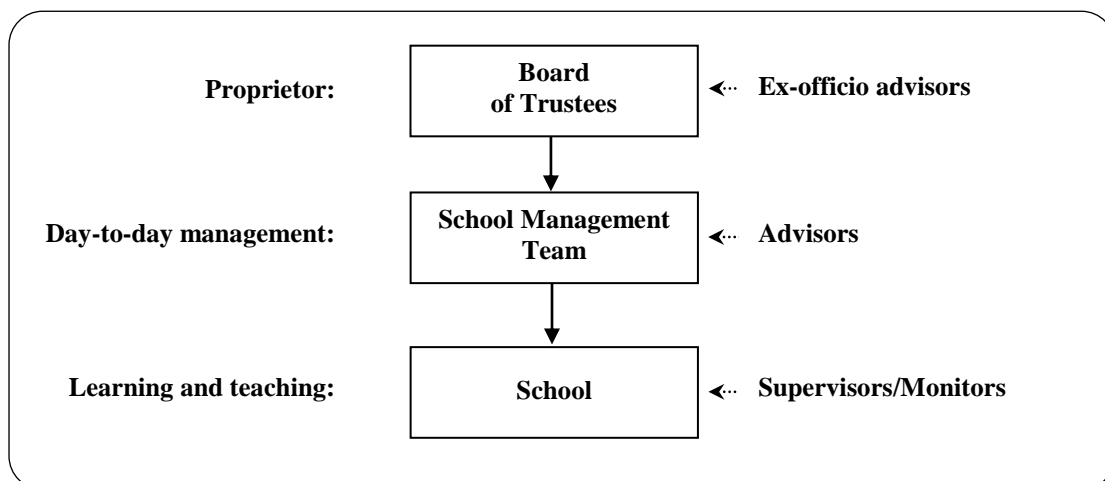 Proprietor:
Board
of Trustees
Ex-officio advisors
Day-to-day management:
School Management
Team
Advisors
Learning and teaching:
School
Supervisors/Monitors